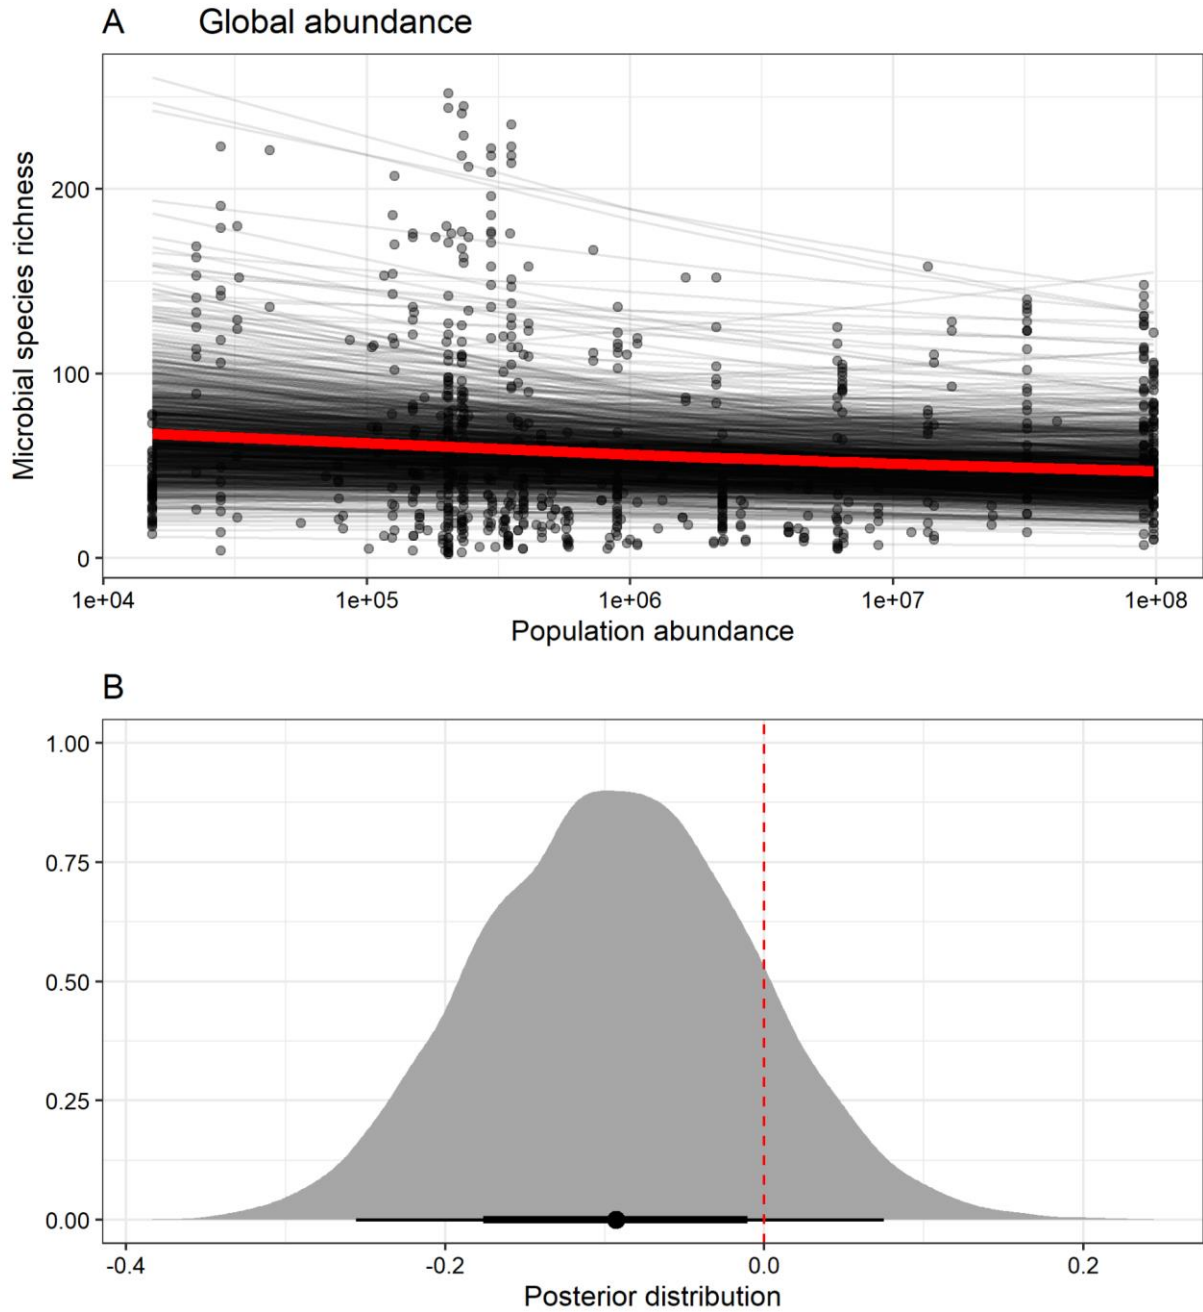 A Global abundance
Microbial species richness
200
100
0
1e+04 1e+05 1e+06 1e+07 1e+08
Population abundance
B
1.00
0.75
0.50
0.25
0.00
-0.4 -0.2 0.0 0.2
Posterior distribution